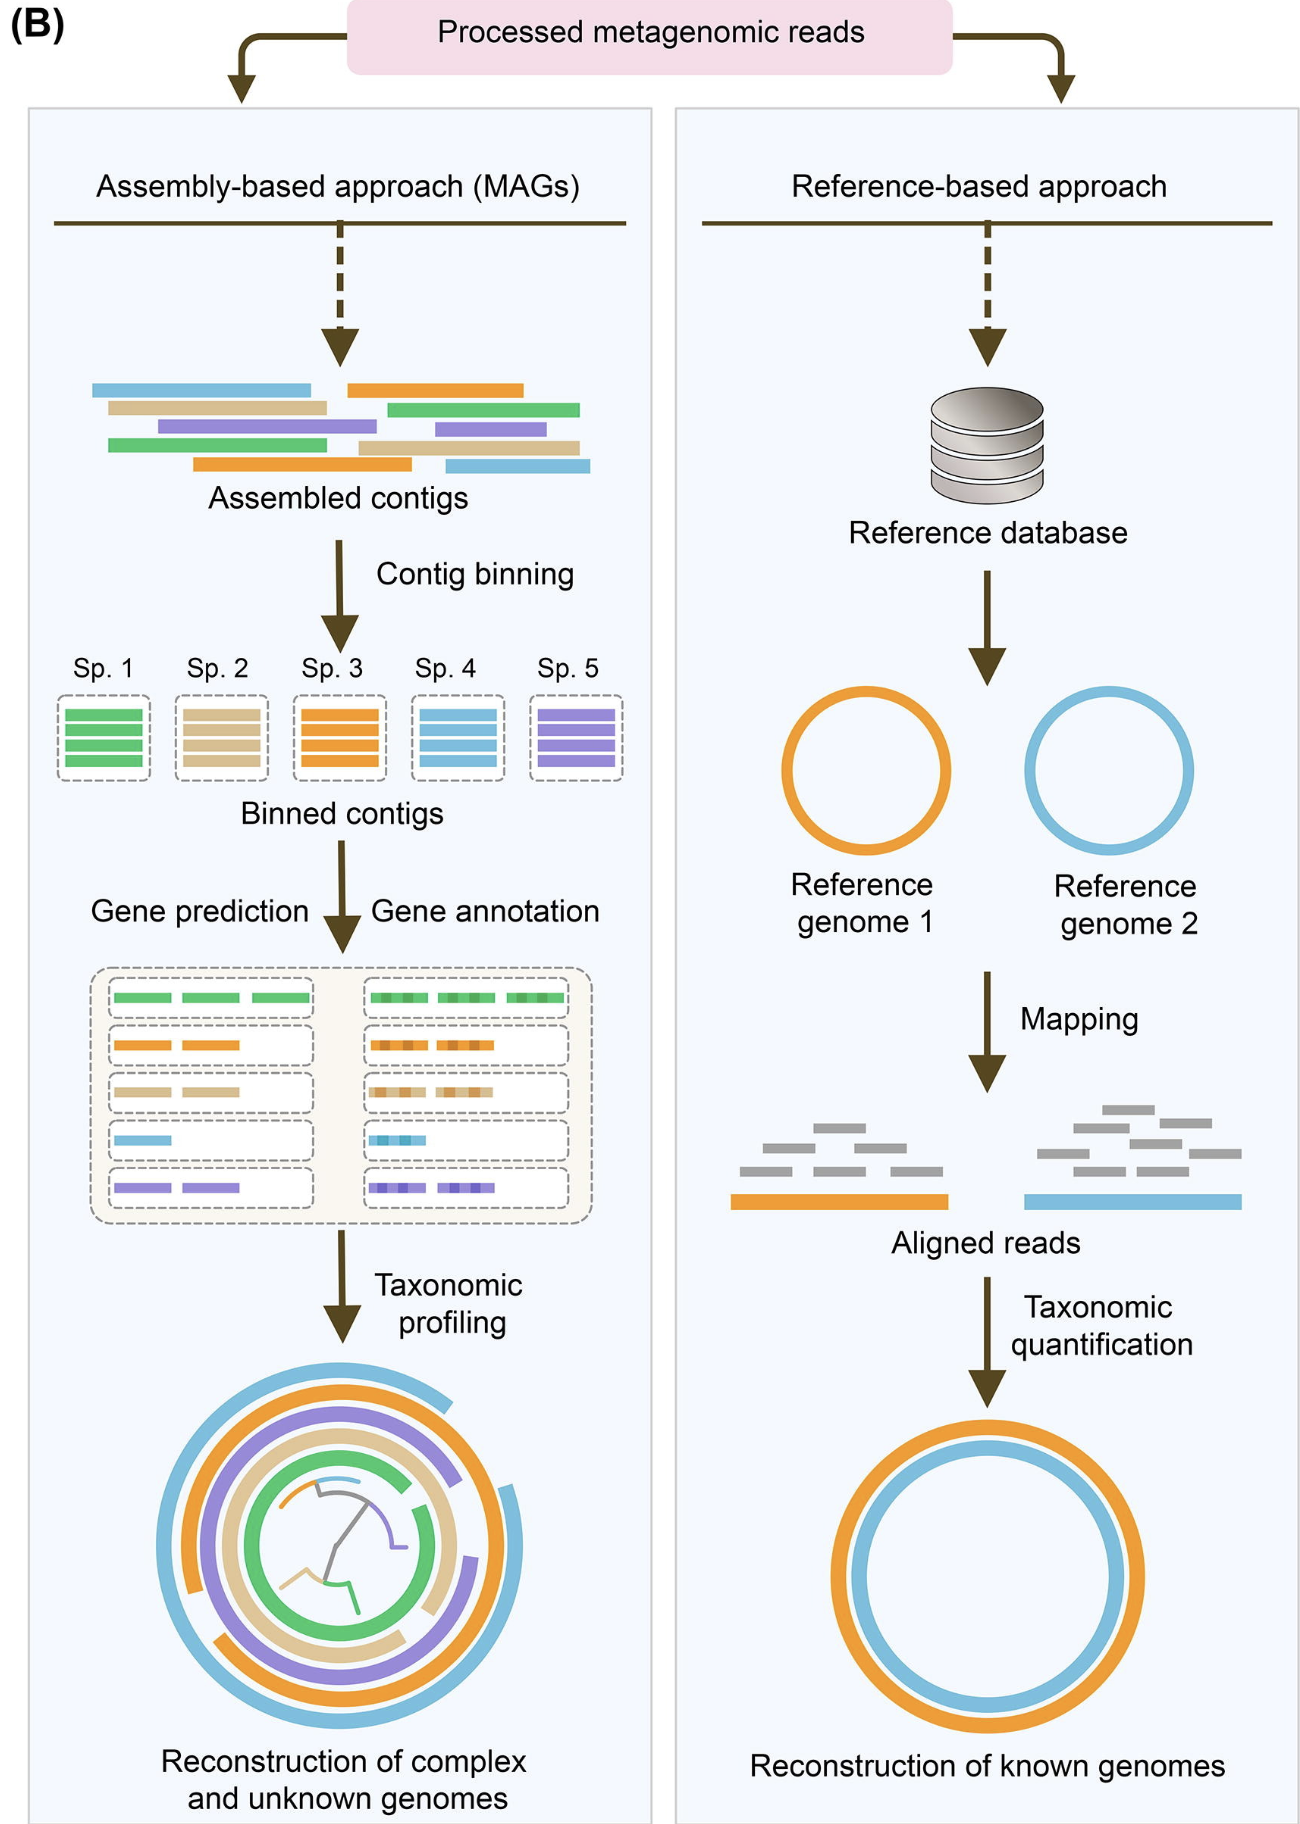 (B)
Processed metagenomic reads
Assembly-based approach (MAGs)
Assembled contigs
Contig binning
Sp. 1
Sp. 2
Sp. 3
Sp. 4
Sp. 5
Binned contigs
Gene prediction
Gene annotation
Taxonomic
profiling
Reconstruction of complex
and unknown genomes
Reference-based approach
Reference database
Reference
genome 1
Reference
genome 2
Mapping
Aligned reads
Taxonomic
quantification
Reconstruction of known genomes